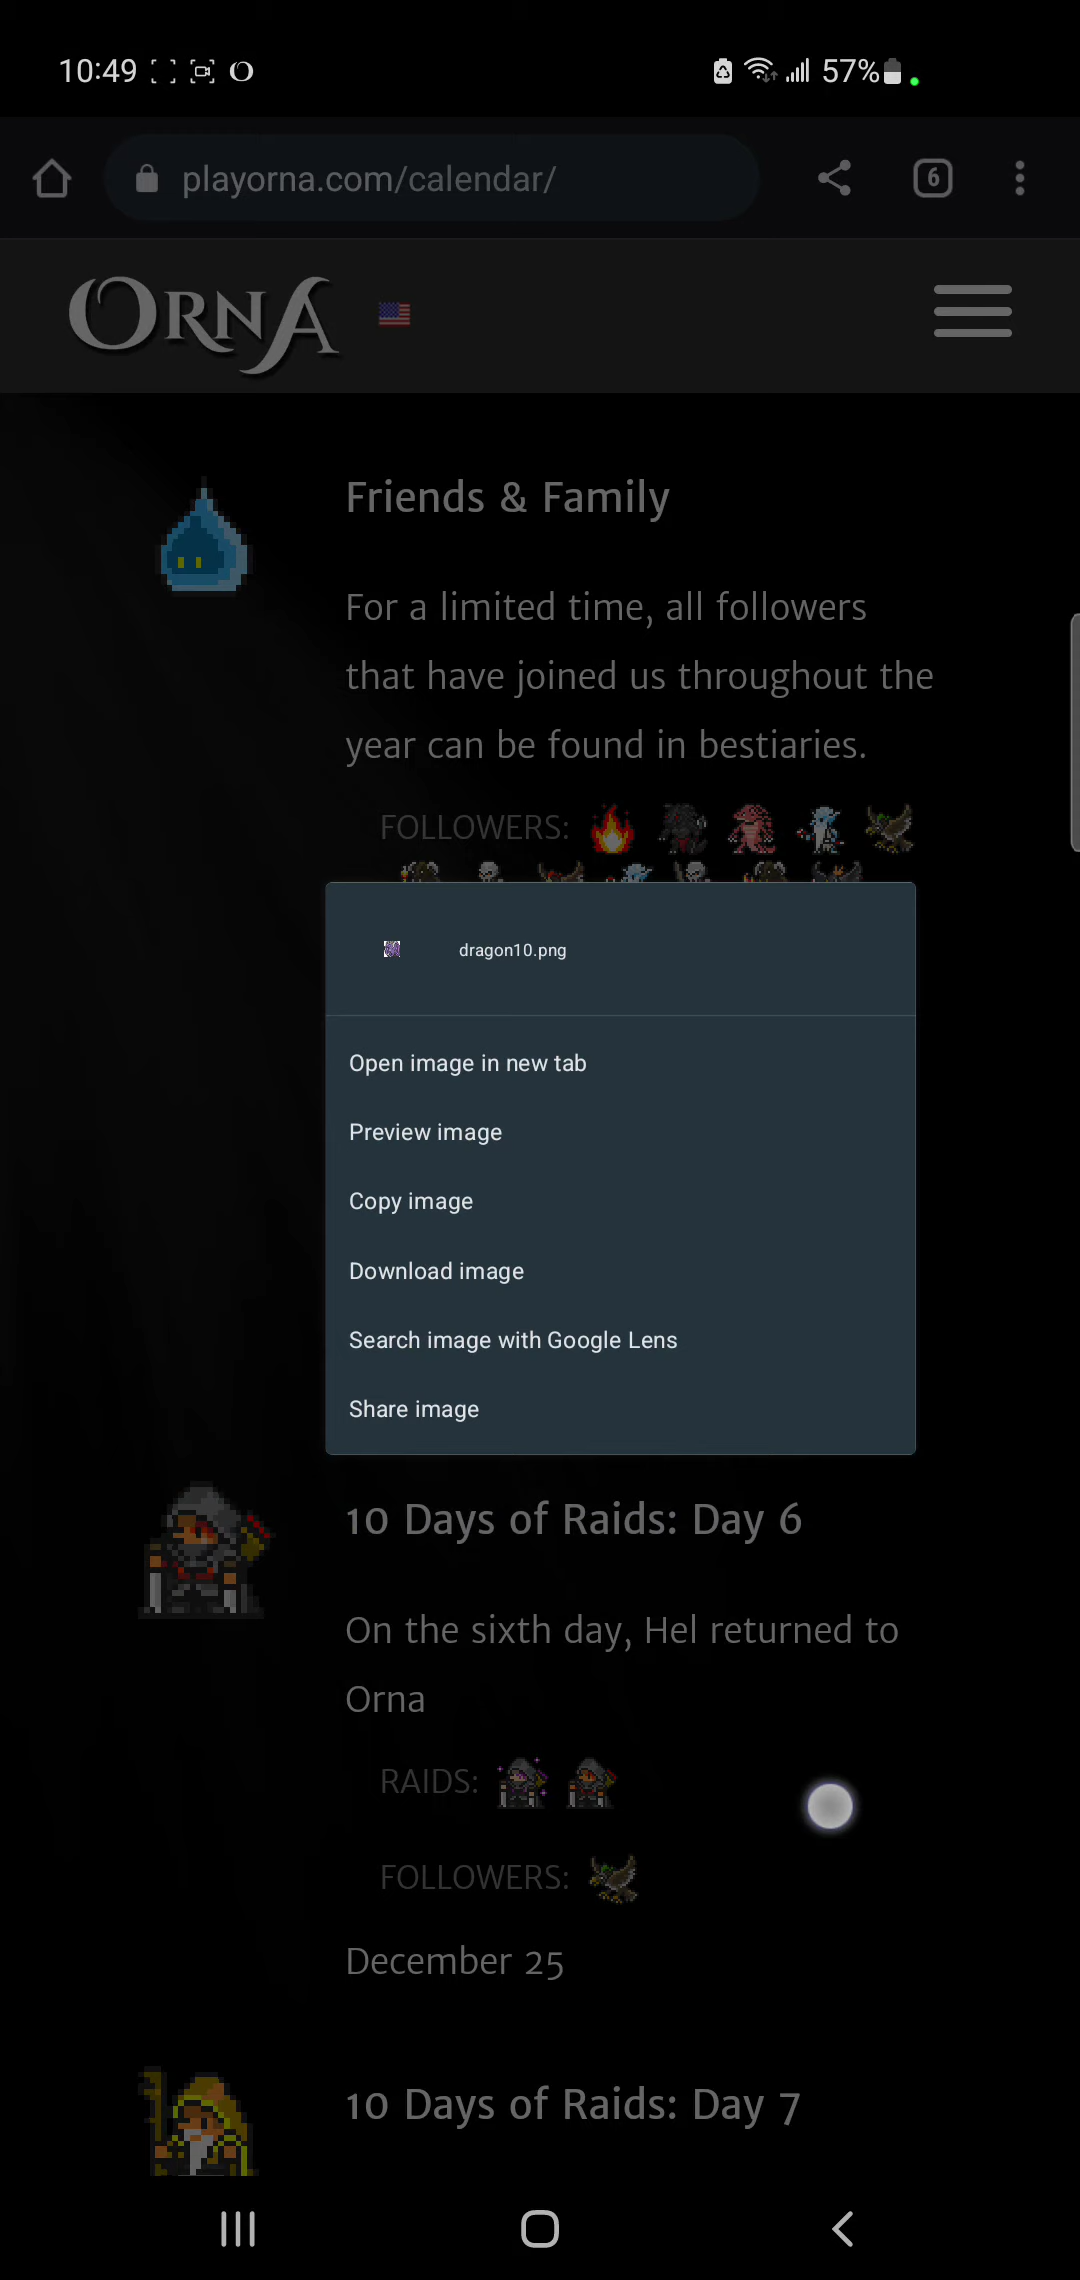 10:49
57%
playorna.com/calendar/
6
ORNA
Friends & Family
For a limited time, all followers
that have joined us throughout the
year can be found in bestiaries.
FOLLOWERS:
dragon10.png
Open image in new tab
Preview image
Copy image
Download image
Search image with Google Lens
Share image
10 Days of Raids: Day 6
On the sixth day, Hel returned to
Orna
RAIDS:
FOLLOWERS:
December 25
10 Days of Raids: Day 7